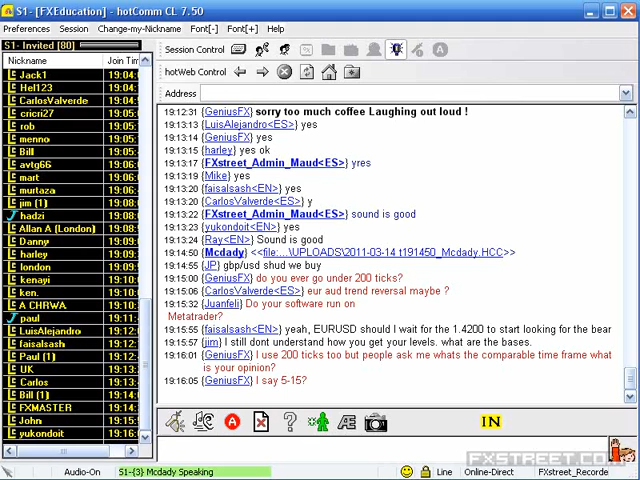 S1- [FXEducation] - hotComm CL 7.50
Preferences Session Change-my-Nickname Font[-] Font[+] Help
S1- Invited [80]
Nickname Join Tim
Jack1 19:04:
Hel123 19:04:
CarlosValverde 19:04:
cricri27 19:05:
rob 19:05:
menno 19:05:
Bill 19:05:
avtg66 19:05:
mart 19:05:
murtaza 19:05:
jim (1) 19:08:
hadzi 19:08:
Allan A (London) 19:08:
Danny 19:09:
harley 19:09:
london 19:09:
kenayi 19:09:
ken. 19:10:
A CHRWA. 19:10:
paul 19:11:
LuisAlejandro 19:12:
faisalsash 19:12:
Paul (1) 19:12:
UK 19:13:
Carlos 19:13:
Bill (1) 19:14:
FXMASTER 19:14:
John 19:15:
yukondoit 19:16:
Session Control
hotWeb Control
Address
19:12:31 {GeniusFX} sorry too much coffee Laughing out loud !
19:13:11 {LuisAlejandro<ES>} yes
19:13:14 {GeniusFX} yes
19:13:15 {harley} yes ok
19:13:17 {FXstreet_Admin_Maud<ES>} yres
19:13:19 {Mike} yes
19:13:20 {faisalsash<EN>} yes
19:13:20 {CarlosValverde<ES>} y
19:13:22 {FXstreet_Admin_Maud<ES>} sound is good
19:13:23 {yukondoit<EN>} yes
19:13:24 {Ray<EN>} Sound is good
19:14:50 {Mcdady} <<file:...\UPLOADS\2011-03-14 t191450_Mcdady.HCC>>
19:14:55 {JP} gbp/usd shud we buy
19:15:00 {GeniusFX} do you ever go under 200 ticks?
19:15:06 {CarlosValverde<ES>} eur aud trend reversal maybe ?
19:15:32 {Juanfeli} Do your software run on
Metatrader?
19:15:55 {faisalsash<EN>} yeah, EURUSD should I wait for the 1.4200 to start looking for the bear
19:15:57 {jim} I still dont understand how you get your levels. what are the bases.
19:16:01 {GeniusFX} I use 200 ticks too but people ask me whats the comparable time frame what
is your opinion?
19:16:05 {GeniusFX} I say 5-15?
IN
FXSTREET.COM
Audio-On S1-{3} Mcdady Speaking Line Online-Direct FXstreet_Recorde